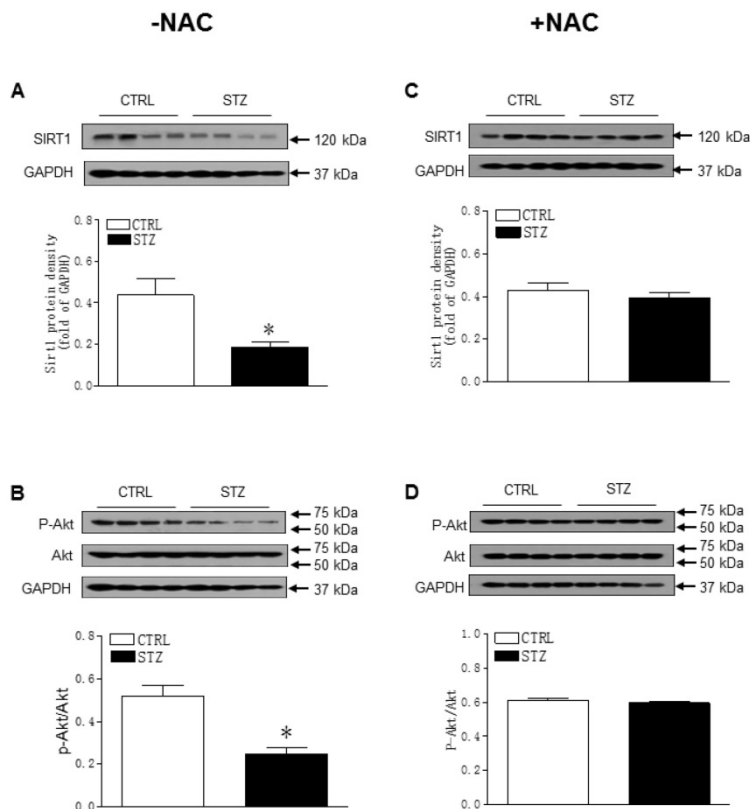 -NAC
+NAC
A
CTRL STZ
SIRT1
120 kDa
GAPDH
37 kDa
Sirt1 protein density
(fold of GAPDH)
0.8
0.6
0.4
0.2
0.0
CTRL
STZ
*
C
CTRL STZ
SIRT1
120 kDa
GAPDH
37 kDa
Sirt1 protein density
(fold of GAPDH)
0.8
0.6
0.4
0.2
0.0
CTRL
STZ
B
CTRL STZ
P-Akt
75 kDa
50 kDa
Akt
75 kDa
50 kDa
GAPDH
37 kDa
p-Akt/Akt
0.8
0.6
0.4
0.2
0.0
CTRL
STZ
*
D
CTRL STZ
P-Akt
75 kDa
50 kDa
Akt
75 kDa
50 kDa
GAPDH
37 kDa
P-Akt/Akt
1.0
0.8
0.6
0.4
0.2
0.0
CTRL
STZ